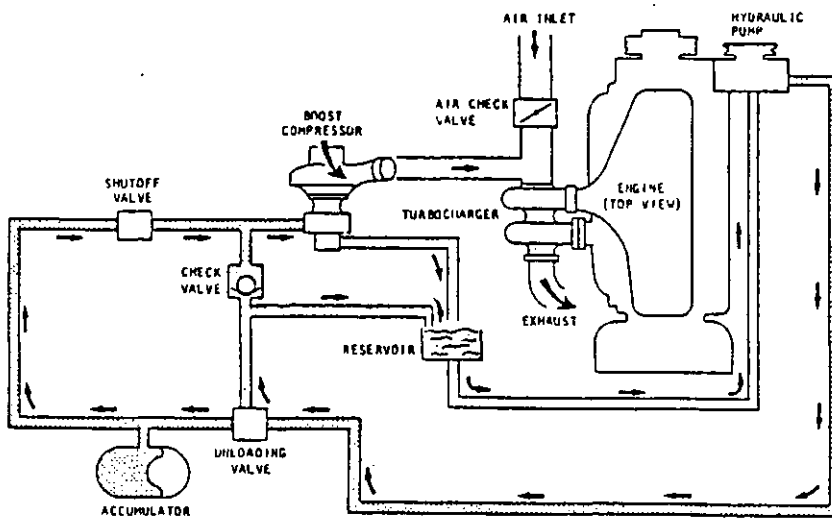 AIR INLET
HYDRAULIC
PUMP
AIR CHECK
VALVE
BOOST
COMPRESSOR
SHUTOFF
VALVE
ENGINE
(TOP VIEW)
TURBOCHARGER
CHECK
VALVE
EXHAUST
RESERVOIR
UNLOADING
VALVE
ACCUMULATOR